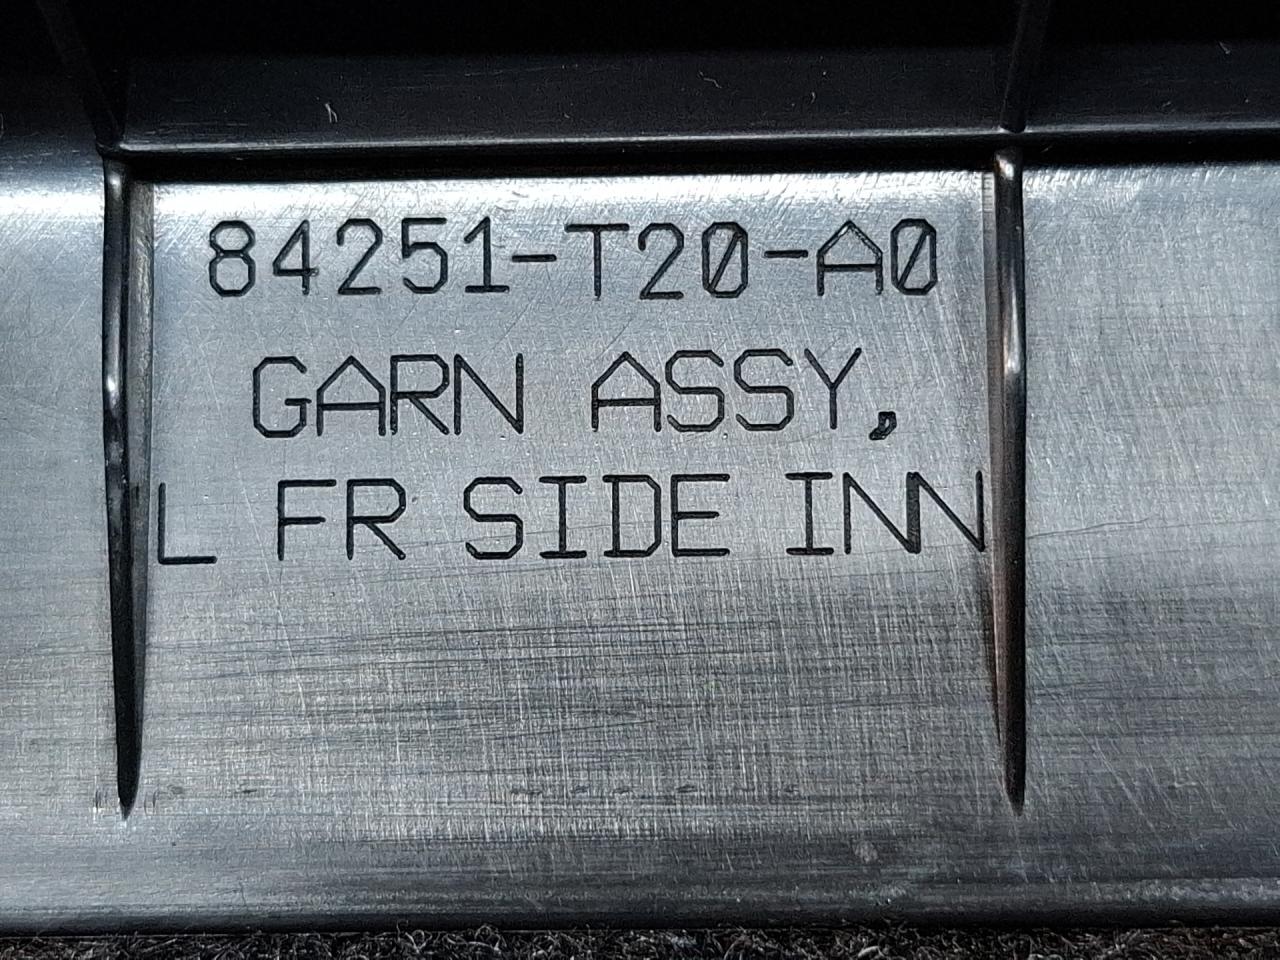 84251-T20-A0
GARN ASSY,
L FR SIDE INN